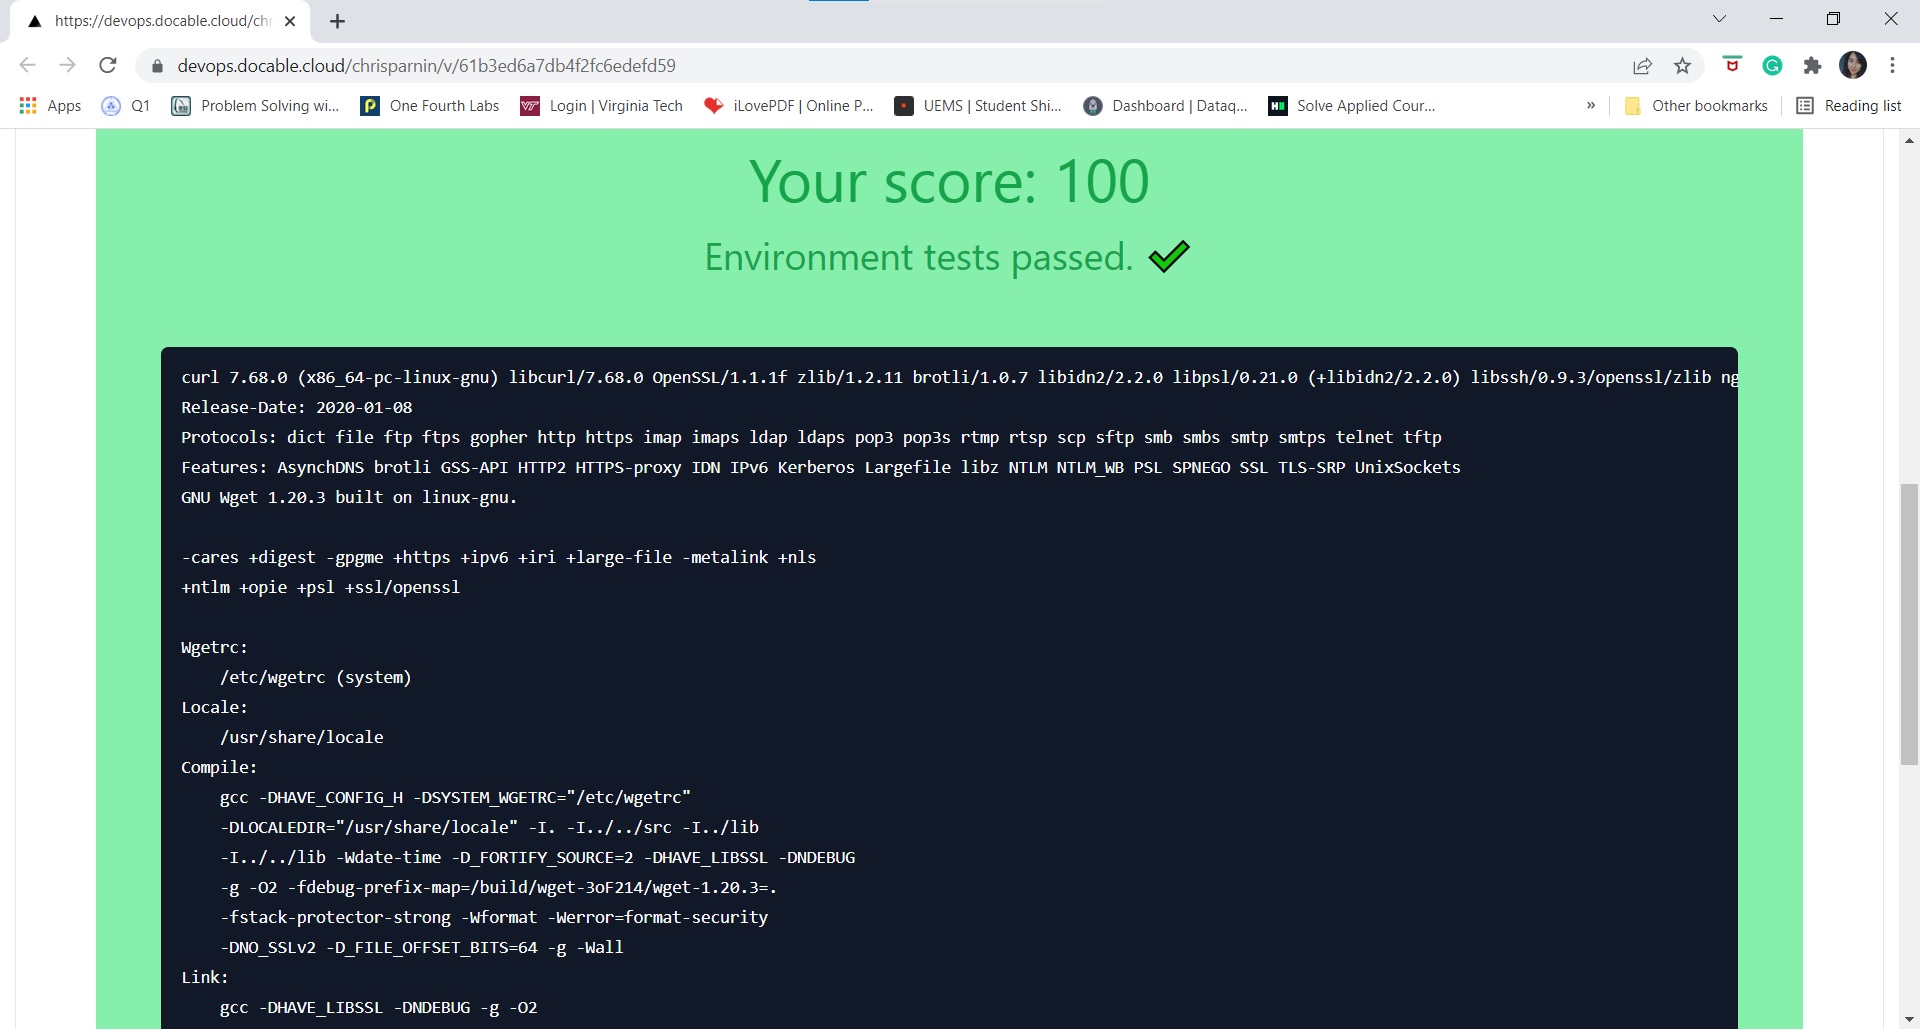 https://devops.docable.cloud/chr
devops.docable.cloud/chrisparnin/v/61b3ed6a7db4f2fc6edefd59
Apps Q1 Problem Solving wi... One Fourth Labs Login | Virginia Tech iLovePDF | Online P... UEMS | Student Shi... Dashboard | Dataq... Solve Applied Cour... » Other bookmarks Reading list
Your score: 100
Environment tests passed.
curl 7.68.0 (x86_64-pc-linux-gnu) libcurl/7.68.0 OpenSSL/1.1.1f zlib/1.2.11 brotli/1.0.7 libidn2/2.2.0 libpsl/0.21.0 (+libidn2/2.2.0) libssh/0.9.3/openssl/zlib ng
Release-Date: 2020-01-08
Protocols: dict file ftp ftps gopher http https imap imaps ldap ldaps pop3 pop3s rtmp rtsp scp sftp smb smbs smtp smtps telnet tftp
Features: AsynchDNS brotli GSS-API HTTP2 HTTPS-proxy IDN IPv6 Kerberos Largefile libz NTLM NTLM_WB PSL SPNEGO SSL TLS-SRP UnixSockets
GNU Wget 1.20.3 built on linux-gnu.
-cares +digest -gpgme +https +ipv6 +iri +large-file -metalink +nls
+ntlm +opie +psl +ssl/openssl
Wgetrc:
/etc/wgetrc (system)
Locale:
/usr/share/locale
Compile:
gcc -DHAVE_CONFIG_H -DSYSTEM_WGETRC="/etc/wgetrc"
-DLOCALEDIR="/usr/share/locale" -I. -I../../src -I../lib
-I../../lib -Wdate-time -D_FORTIFY_SOURCE=2 -DHAVE_LIBSSL -DNDEBUG
-g -O2 -fdebug-prefix-map=/build/wget-3oF214/wget-1.20.3=.
-fstack-protector-strong -Wformat -Werror=format-security
-DNO_SSLv2 -D_FILE_OFFSET_BITS=64 -g -Wall
Link:
gcc -DHAVE_LIBSSL -DNDEBUG -g -O2